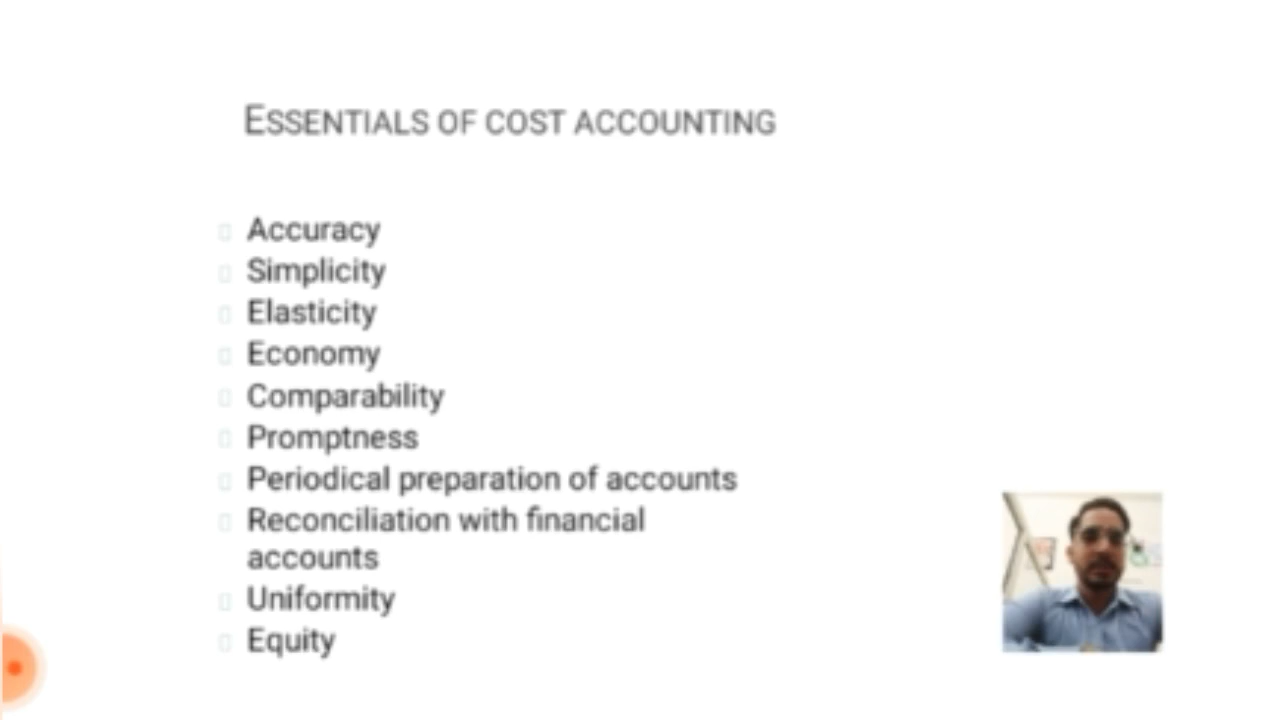 ESSENTIALS OF COST ACCOUNTING
Accuracy
Simplicity
Elasticity
Economy
Comparability
Promptness
Periodical preparation of accounts
Reconciliation with financial
accounts
Uniformity
Equity